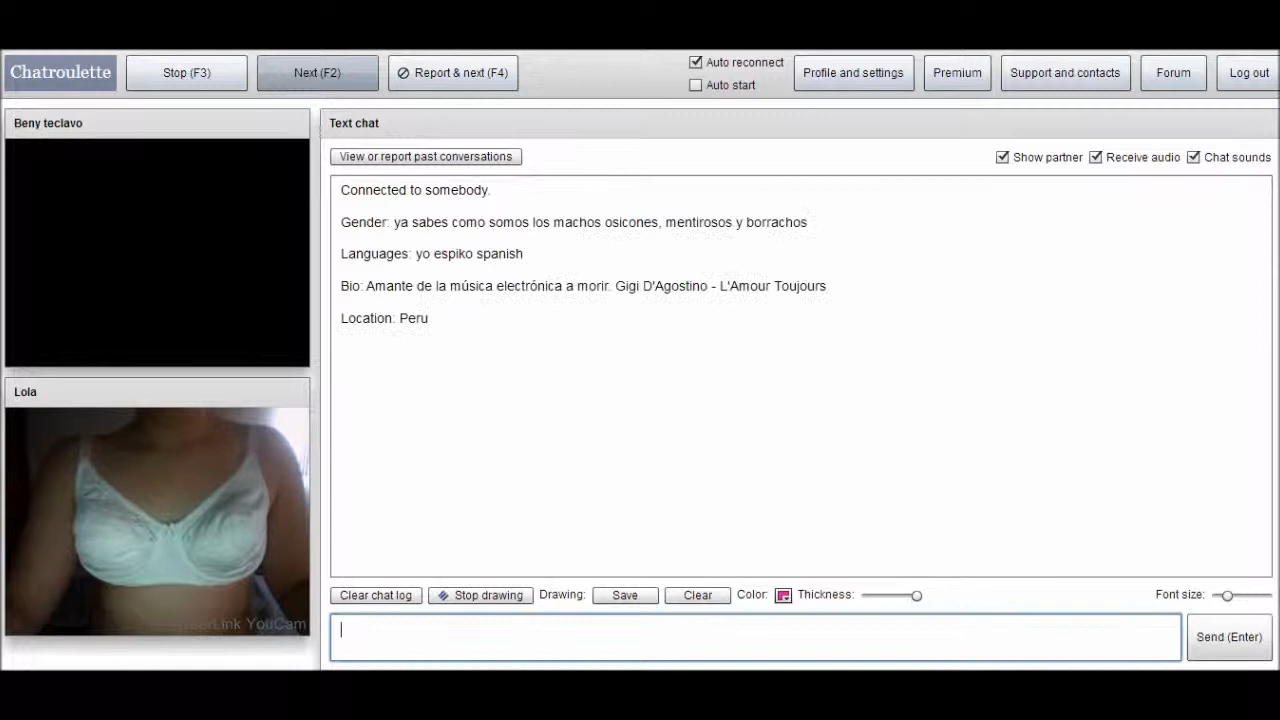 Chatroulette
Stop (F3)
Next (F2)
Report & next (F4)
Auto reconnect
Auto start
Profile and settings
Premium
Support and contacts
Forum
Log out
Beny teclavo
Text chat
View or report past conversations
Show partner
Receive audio
Chat sounds
Connected to somebody.
Gender: ya sabes como somos los machos osicones, mentirosos y borrachos
Languages: yo espiko spanish
Bio: Amante de la música electrónica a morir. Gigi D'Agostino - L'Amour Toujours
Location: Peru
Lola
YouCam
Clear chat log
Stop drawing
Drawing:
Save
Clear
Color:
Thickness:
Font size:
Send (Enter)